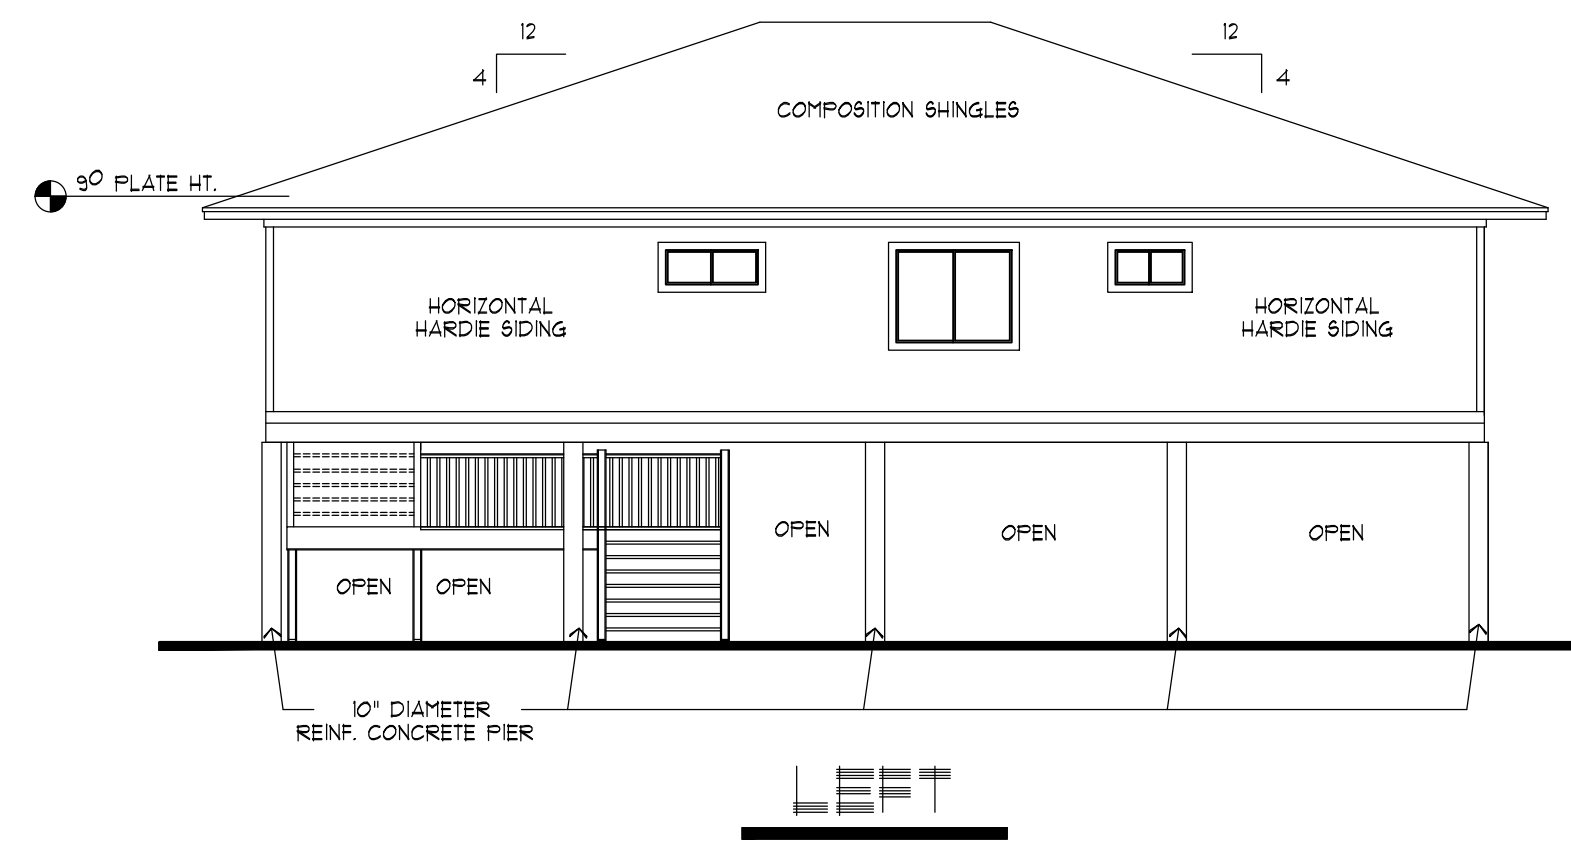 12
12
4
4
COMPOSITION SHINGLES
9⁰ PLATE HT.
HORIZONTAL
HARDIE SIDING
HORIZONTAL
HARDIE SIDING
OPEN
OPEN
OPEN
OPEN
OPEN
10" DIAMETER
REINF. CONCRETE PIER
LEFT